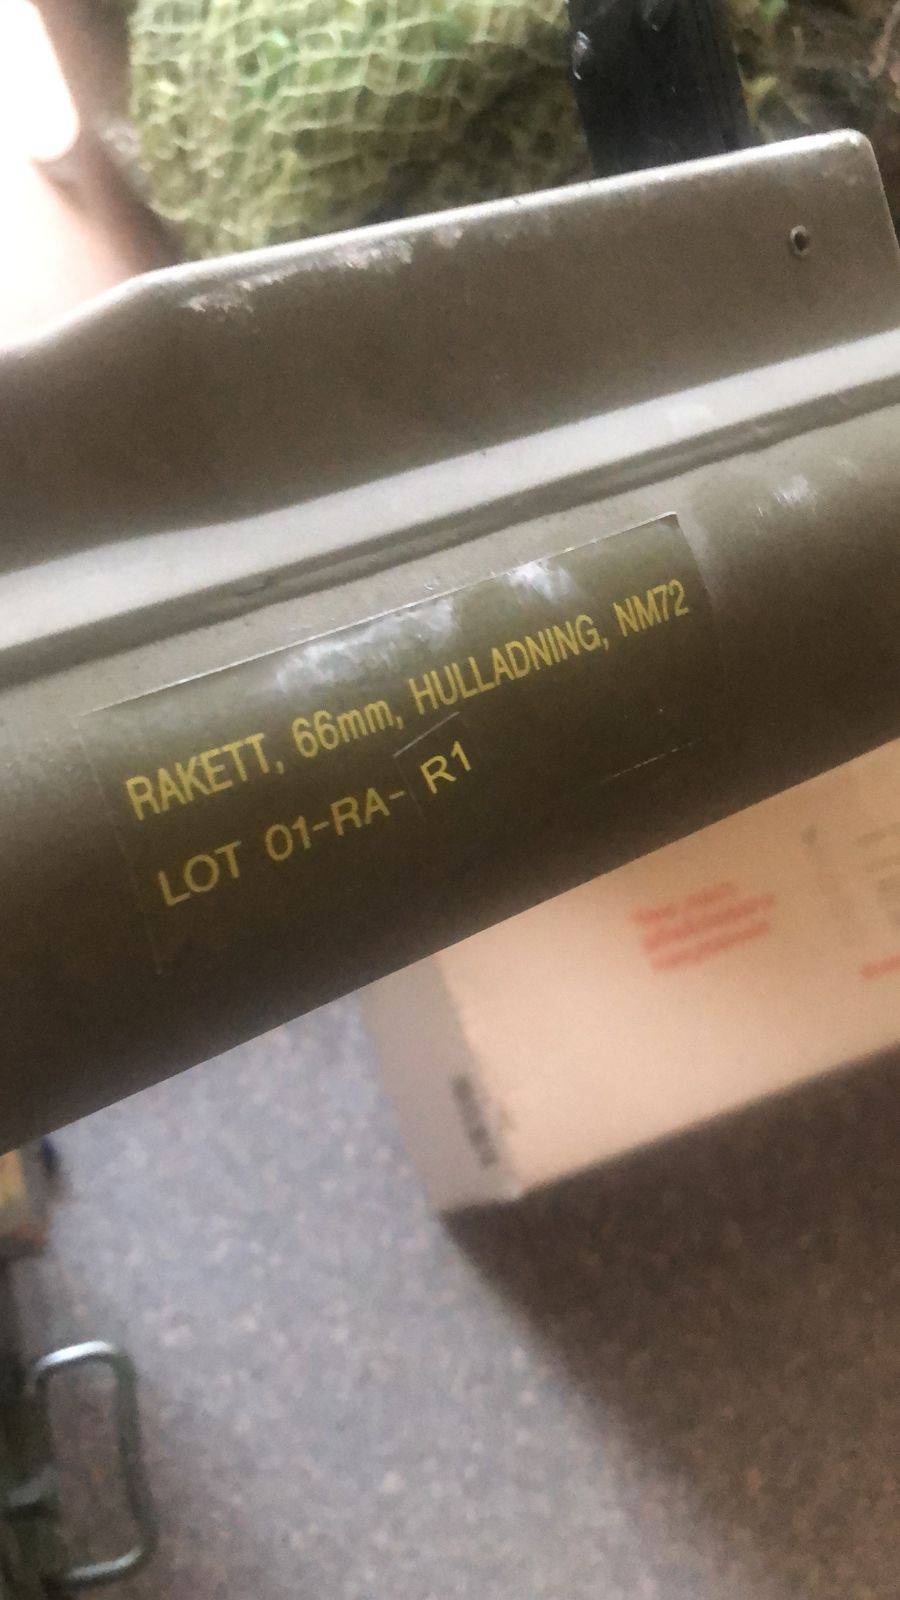 RAKETT, 66mm, HULLADNING, NM72
LOT 01-RA- R1